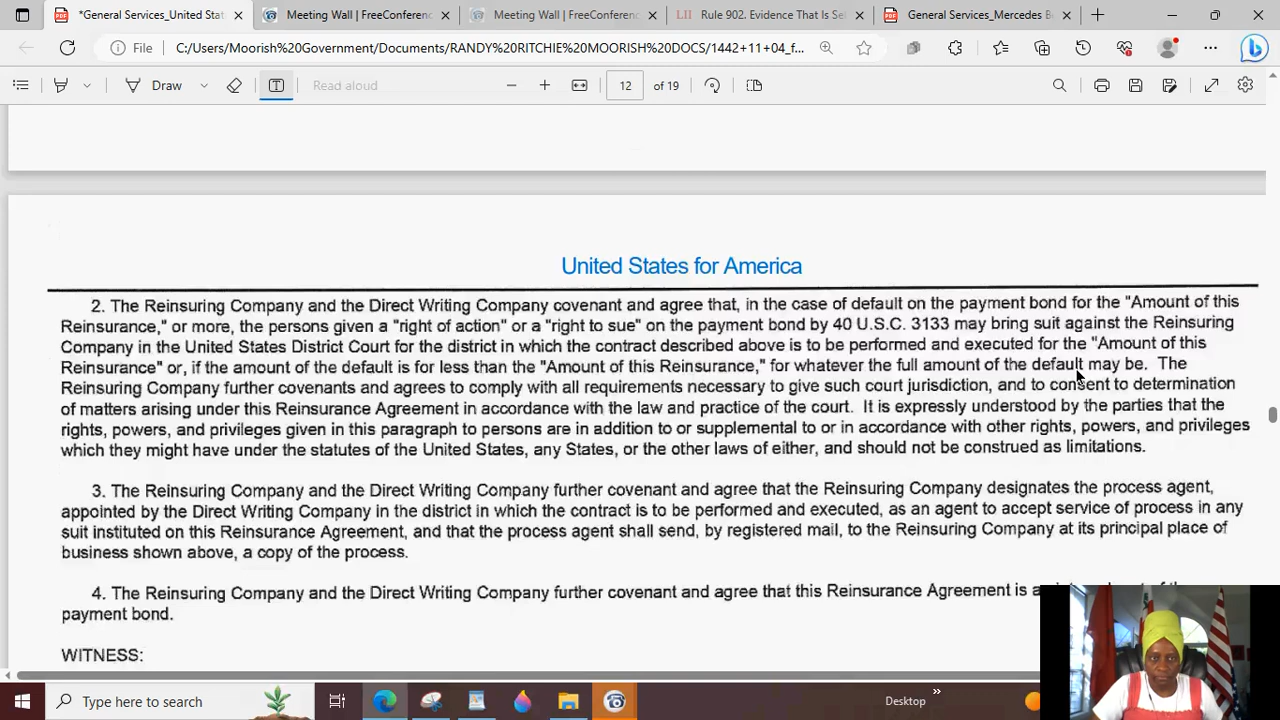 *General Services_United Stat
Meeting Wall | FreeConferenc
Meeting Wall | FreeConferenc
LII Rule 902. Evidence That Is Sel
General Services_Mercedes B
File C:/Users/Moorish%20Government/Documents/RANDY%20RITCHIE%20MOORISH%20DOCS/1442+11+04_f...
Draw
Read aloud
12 of 19
United States for America
2. The Reinsuring Company and the Direct Writing Company covenant and agree that, in the case of default on the payment bond for the "Amount of this
Reinsurance," or more, the persons given a "right of action" or a "right to sue" on the payment bond by 40 U.S.C. 3133 may bring suit against the Reinsuring
Company in the United States District Court for the district in which the contract described above is to be performed and executed for the "Amount of this
Reinsurance" or, if the amount of the default is for less than the "Amount of this Reinsurance," for whatever the full amount of the default may be. The
Reinsuring Company further covenants and agrees to comply with all requirements necessary to give such court jurisdiction, and to consent to determination
of matters arising under this Reinsurance Agreement in accordance with the law and practice of the court. It is expressly understood by the parties that the
rights, powers, and privileges given in this paragraph to persons are in addition to or supplemental to or in accordance with other rights, powers, and privileges
which they might have under the statutes of the United States, any States, or the other laws of either, and should not be construed as limitations.
3. The Reinsuring Company and the Direct Writing Company further covenant and agree that the Reinsuring Company designates the process agent,
appointed by the Direct Writing Company in the district in which the contract is to be performed and executed, as an agent to accept service of process in any
suit instituted on this Reinsurance Agreement, and that the process agent shall send, by registered mail, to the Reinsuring Company at its principal place of
business shown above, a copy of the process.
4. The Reinsuring Company and the Direct Writing Company further covenant and agree that this Reinsurance Agreement is
payment bond.
WITNESS:
Type here to search
Desktop